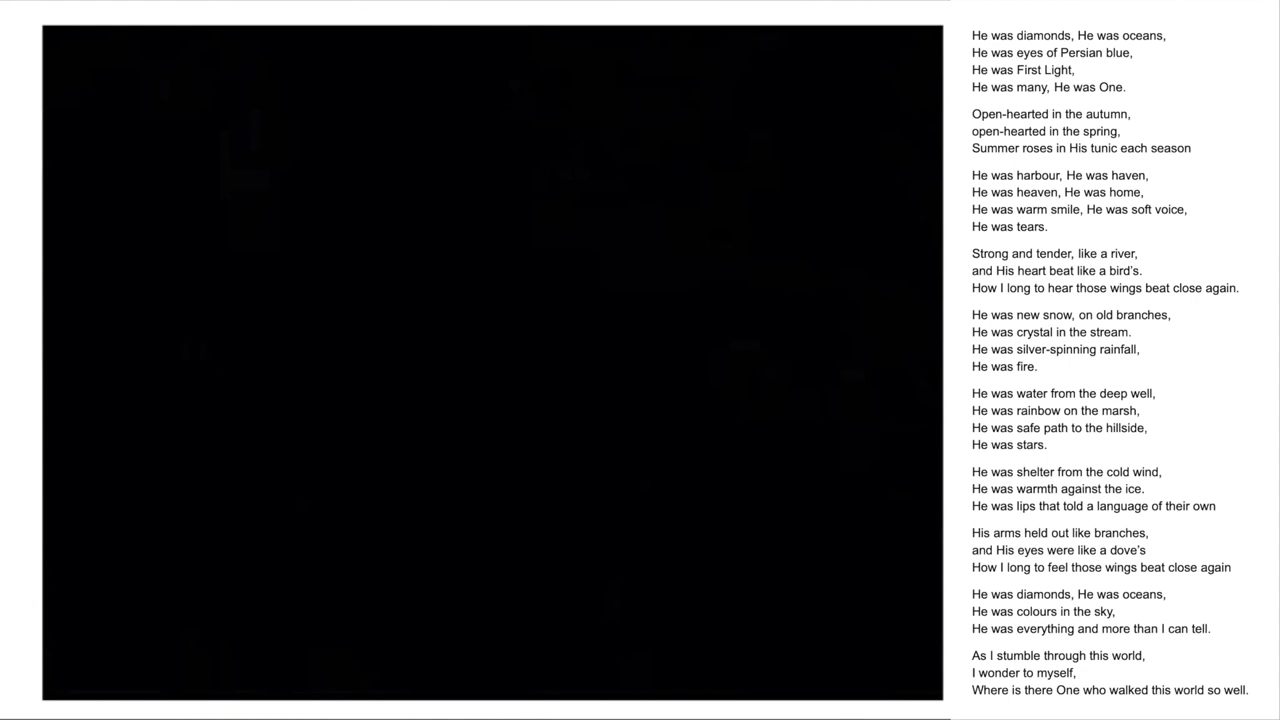 He was diamonds, He was oceans,
He was eyes of Persian blue,
He was First Light,
He was many, He was One.
Open-hearted in the autumn,
open-hearted in the spring,
Summer roses in His tunic each season
He was harbour, He was haven,
He was heaven, He was home,
He was warm smile, He was soft voice,
He was tears.
Strong and tender, like a river,
and His heart beat like a bird’s.
How I long to hear those wings beat close again.
He was new snow, on old branches,
He was crystal in the stream.
He was silver-spinning rainfall,
He was fire.
He was water from the deep well,
He was rainbow on the marsh,
He was safe path to the hillside,
He was stars.
He was shelter from the cold wind,
He was warmth against the ice.
He was lips that told a language of their own
His arms held out like branches,
and His eyes were like a dove’s
How I long to feel those wings beat close again
He was diamonds, He was oceans,
He was colours in the sky,
He was everything and more than I can tell.
As I stumble through this world,
I wonder to myself,
Where is there One who walked this world so well.